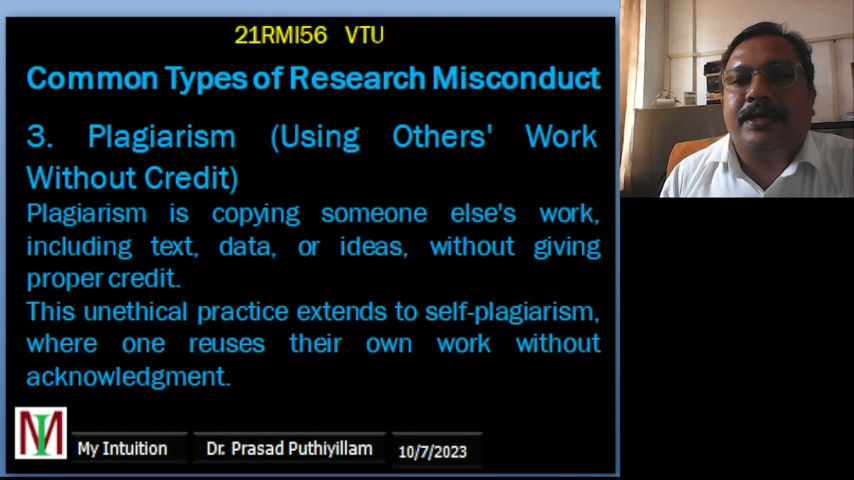 21RMI56 VTU
Common Types of Research Misconduct
3. Plagiarism (Using Others' Work
Without Credit)
Plagiarism is copying someone else's work,
including text, data, or ideas, without giving
proper credit.
This unethical practice extends to self-plagiarism,
where one reuses their own work without
acknowledgment.
MI
My Intuition
Dr. Prasad Puthiyillam
10/7/2023